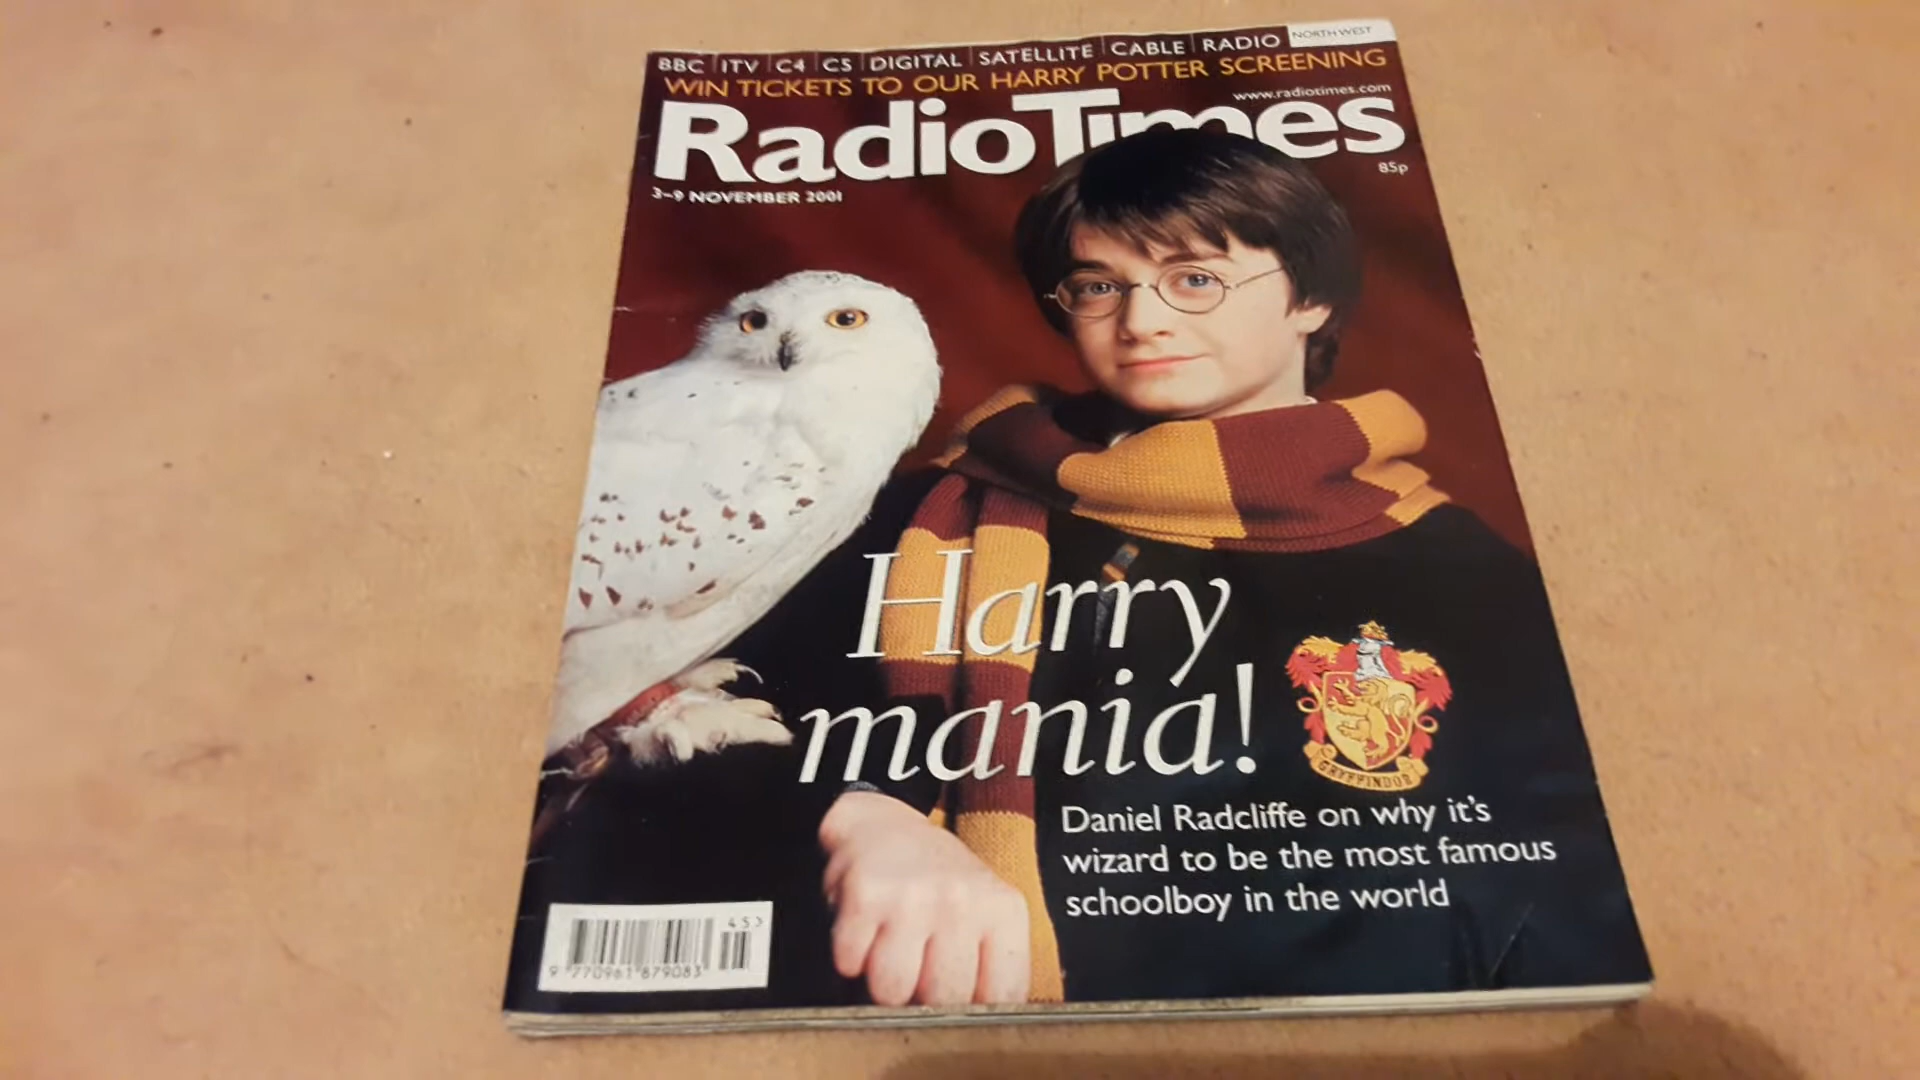 BBC ITV C4 C5 DIGITAL SATELLITE CABLE RADIO NORTH WEST
WIN TICKETS TO OUR HARRY POTTER SCREENING
www.radiotimes.com
RadioTimes
85p
3–9 NOVEMBER 2001
Harry
mania!
GRYFFINDOR
Daniel Radcliffe on why it's
wizard to be the most famous
schoolboy in the world
45>
9 770961 879083